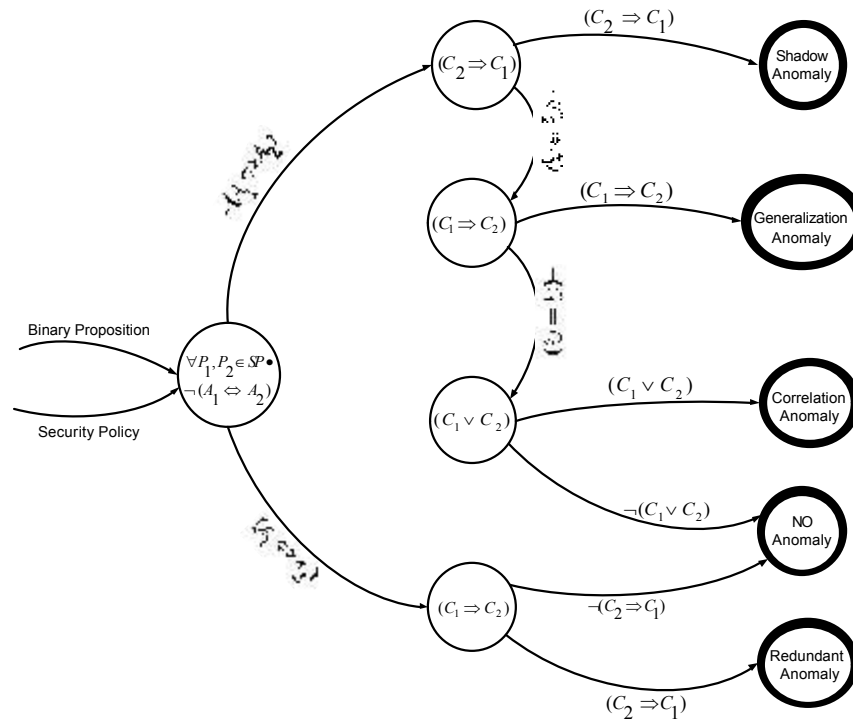 (C₂ ⇒ C₁)
Shadow
Anomaly
(C₂ ⇒ C₁)
(C₁ ⇒ C₂)
Generalization
Anomaly
(C₁ ⇒ C₂)
Binary Proposition
∀P₁, P₂ ∈ SP •
¬(A₁ ⇔ A₂)
Security Policy
(C₁ ∨ C₂)
Correlation
Anomaly
(C₁ ∨ C₂)
¬(C₁ ∨ C₂)
NO
Anomaly
(C₁ ⇒ C₂)
¬(C₂ ⇒ C₁)
Redundant
Anomaly
(C₂ ⇒ C₁)